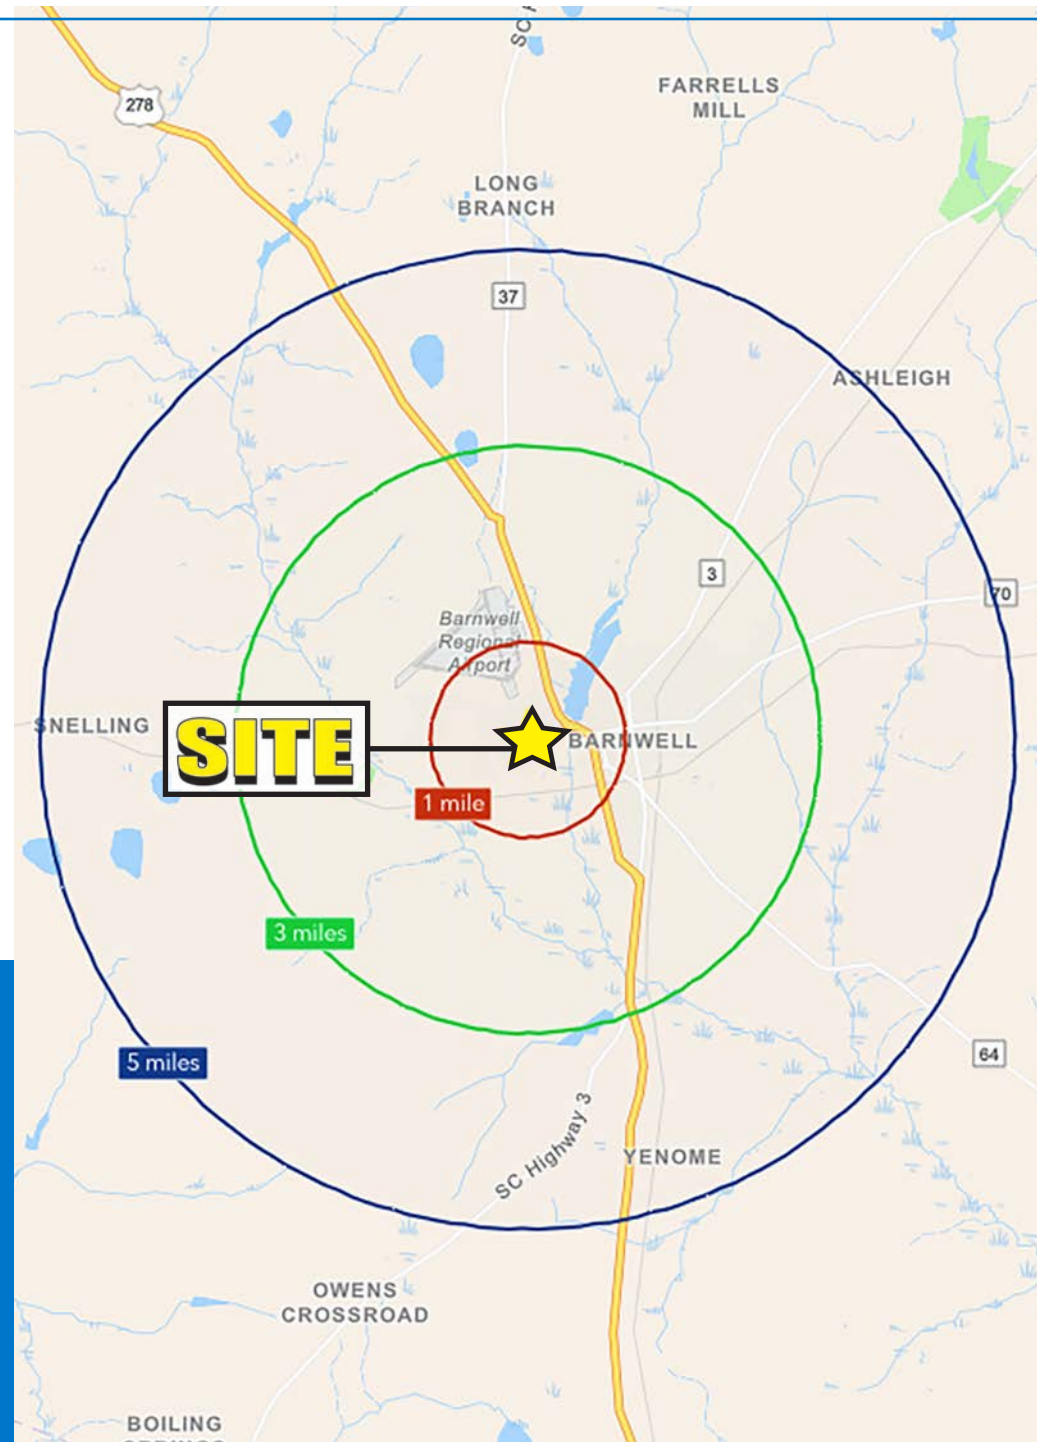 SC
278
FARRELLS
MILL
LONG
BRANCH
37
ASHLEIGH
3
70
Barnwell
Regional
Airport
SNELLING
SITE
BARNWELL
1 mile
3 miles
5 miles
64
SC Highway 3
YENOME
OWENS
CROSSROAD
BOILING
SPRINGS